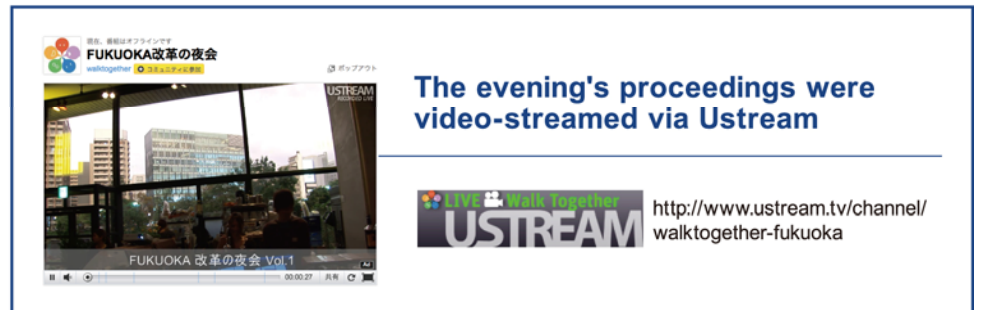 現在、番組はオフラインです
FUKUOKA改革の夜会
walktogether コミュニティに参加
ポップアウト
USTREAM
RECORDED LIVE
FUKUOKA 改革の夜会 Vol.1
Ad
00:00:27 共有
The evening's proceedings were
video-streamed via Ustream
LIVE Walk Together
USTREAM
http://www.ustream.tv/channel/
walktogether-fukuoka